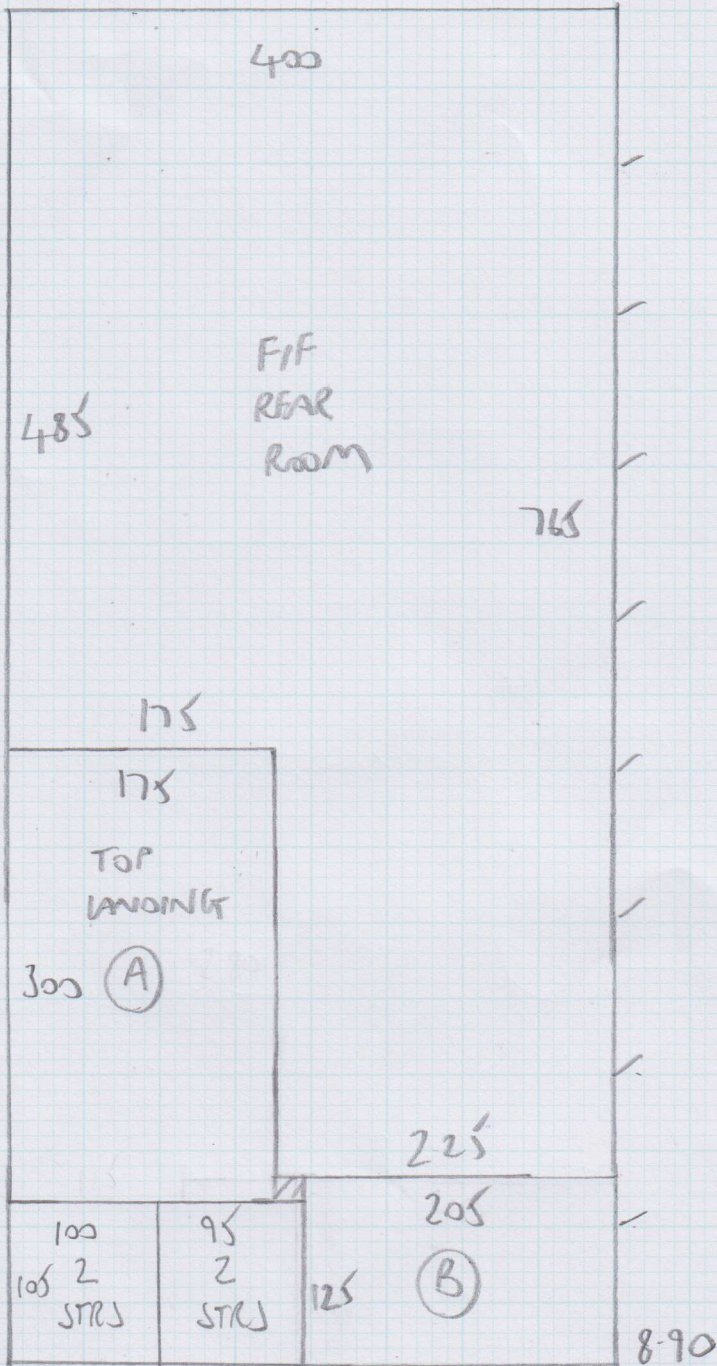 400
F/F
REAR
ROOM
485
765
175
175
TOP
LANDING
300 A
225
205
100
105 2
STRS
95
2
STRS
125
B
8.90